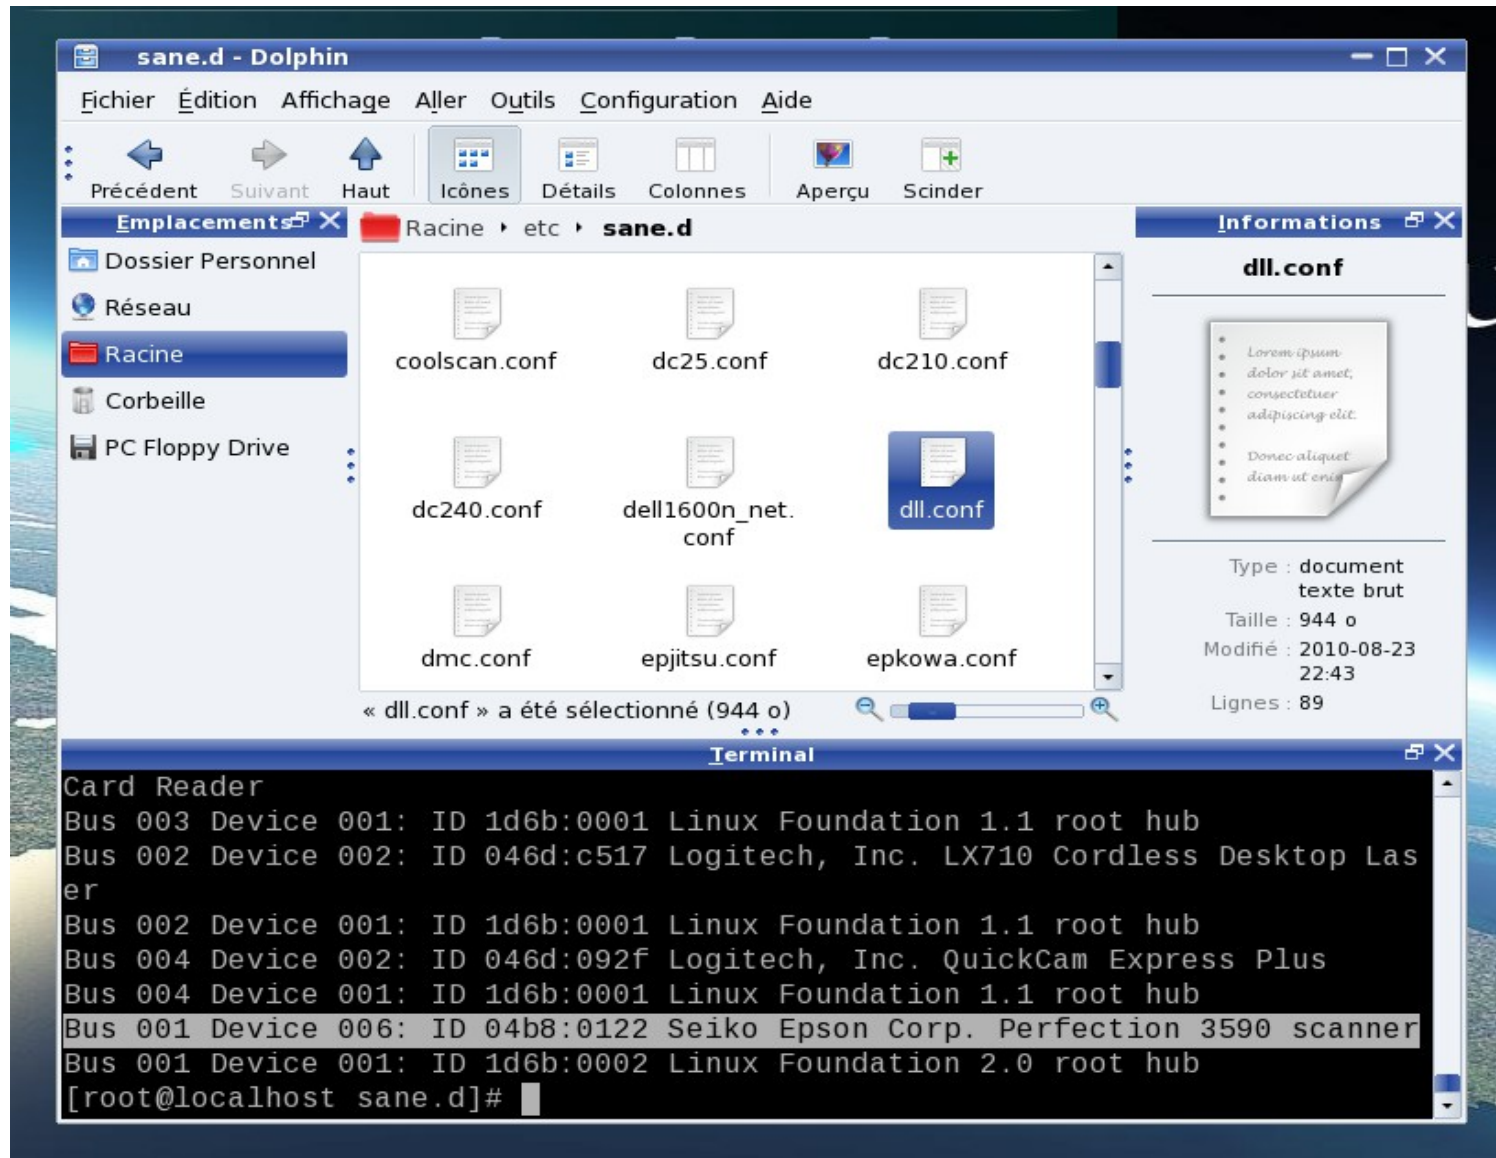 sane.d - Dolphin
Fichier Édition Affichage Aller Outils Configuration Aide
Précédent Suivant Haut Icônes Détails Colonnes Aperçu Scinder
Emplacements
Dossier Personnel
Réseau
Racine
Corbeille
PC Floppy Drive
Racine etc sane.d
coolscan.conf dc25.conf dc210.conf
dc240.conf dell1600n_net. dll.conf
conf
dmc.conf epjitsu.conf epkowa.conf
« dll.conf » a été sélectionné (944 o)
Informations
dll.conf
Lorem ipsum
dolor sit amet,
consectetuer
adipiscing elit.
Donec aliquet
diam ut enim
Type : document
texte brut
Taille : 944 o
Modifié : 2010-08-23
22:43
Lignes : 89
Terminal
Card Reader
Bus 003 Device 001: ID 1d6b:0001 Linux Foundation 1.1 root hub
Bus 002 Device 002: ID 046d:c517 Logitech, Inc. LX710 Cordless Desktop Las
er
Bus 002 Device 001: ID 1d6b:0001 Linux Foundation 1.1 root hub
Bus 004 Device 002: ID 046d:092f Logitech, Inc. QuickCam Express Plus
Bus 004 Device 001: ID 1d6b:0001 Linux Foundation 1.1 root hub
Bus 001 Device 006: ID 04b8:0122 Seiko Epson Corp. Perfection 3590 scanner
Bus 001 Device 001: ID 1d6b:0002 Linux Foundation 2.0 root hub
[root@localhost sane.d]#